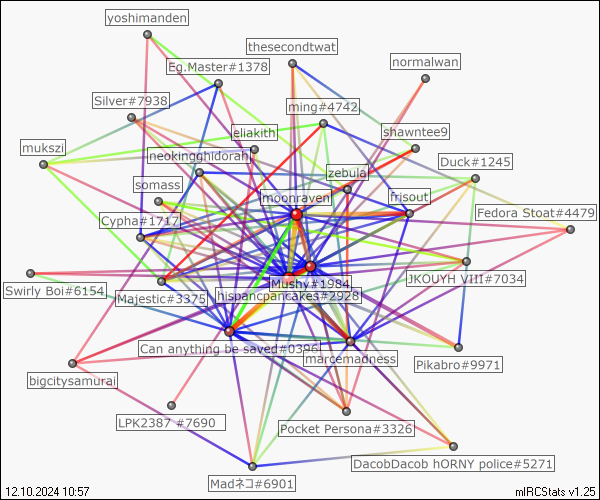 yoshimanden
thesecondtwat
normalwan
Eg.Master#1378
Silver#7938
ming#4742
eliakith
shawntee9
mukszi
neokingghidorah
Duck#1245
zebula
somass
moonraven
frisout
Cypha#1717
Fedora Stoat#4479
JKOUYH VIII#7034
Mushy#1984
Swirly Boi#6154
Majestic#3375
hispancpancakes#2928
Can anything be saved#0396
marcemadness
Pikabro#9971
bigcitysamurai
LPK2387 #7690
Pocket Persona#3326
DacobDacob hORNY police#5271
Madネコ#6901
12.10.2024 10:57
mIRCStats v1.25